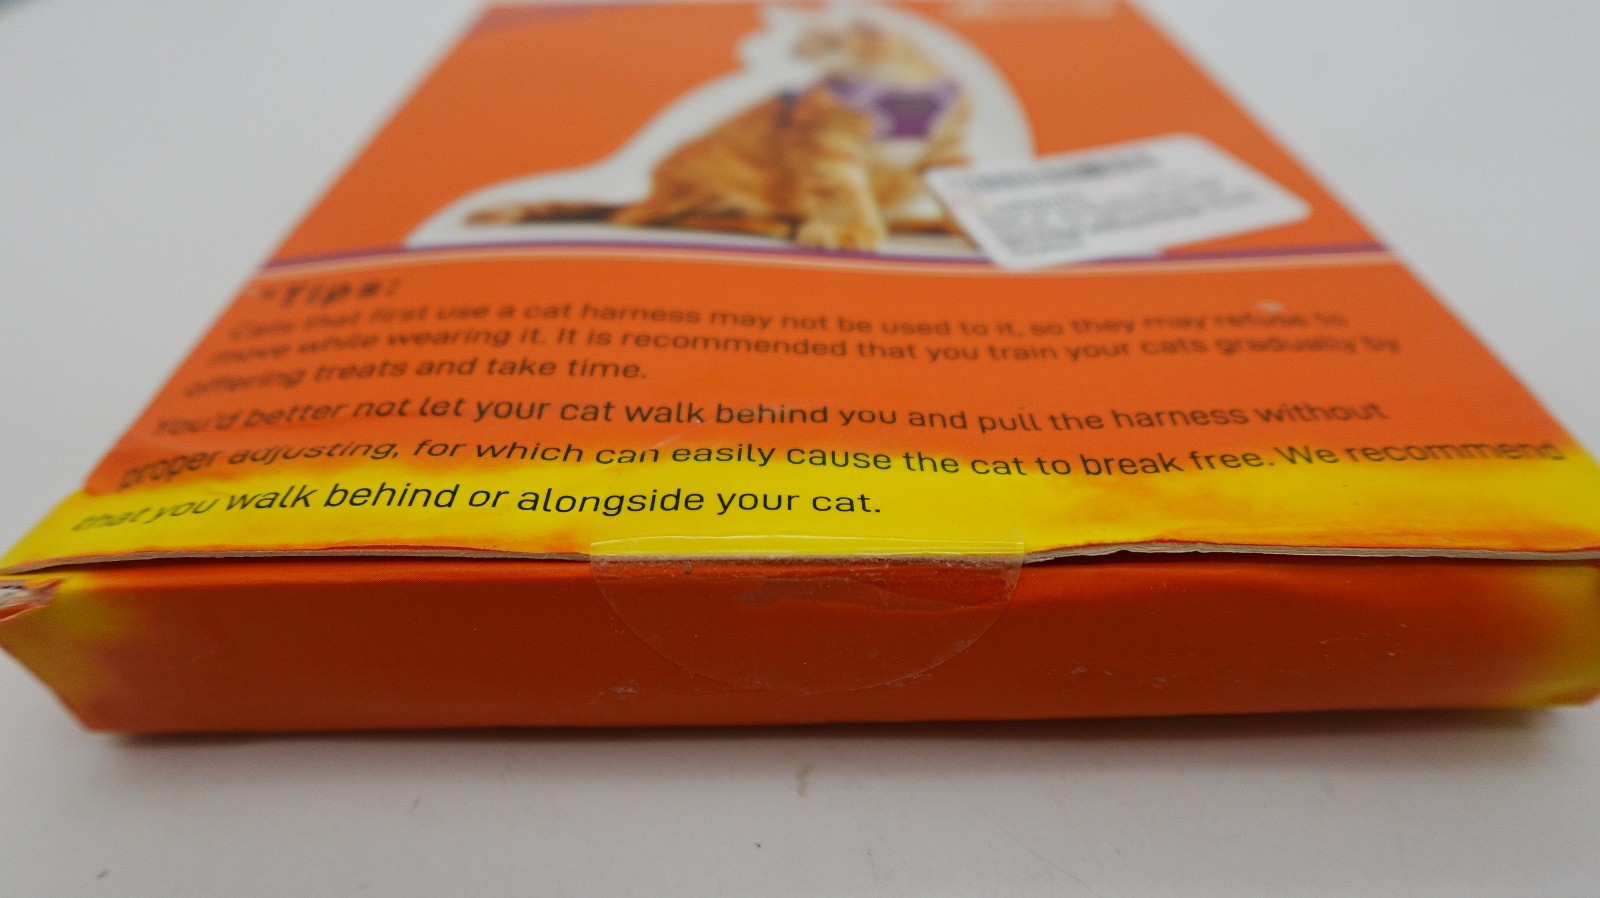 *Tips:
Cats that first use a cat harness may not be used to it, so they may refuse to
move while wearing it. It is recommended that you train your cats gradually by
offering treats and take time.
You'd better not let your cat walk behind you and pull the harness without
proper adjusting, for which can easily cause the cat to break free. We recommend
that you walk behind or alongside your cat.